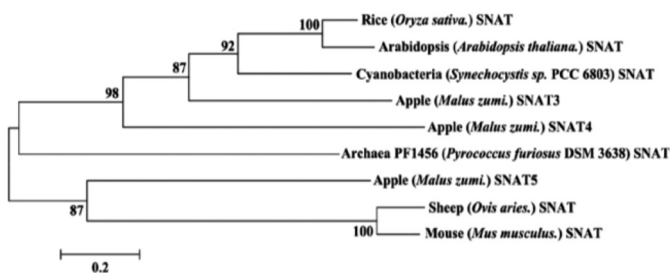 100 Rice (Oryza sativa.) SNAT
Arabidopsis (Arabidopsis thaliana.) SNAT
92
Cyanobacteria (Synechocystis sp. PCC 6803) SNAT
87
Apple (Malus zumi.) SNAT3
98
Apple (Malus zumi.) SNAT4
Archaea PF1456 (Pyrococcus furiosus DSM 3638) SNAT
Apple (Malus zumi.) SNAT5
87
Sheep (Ovis aries.) SNAT
100 Mouse (Mus musculus.) SNAT
0.2